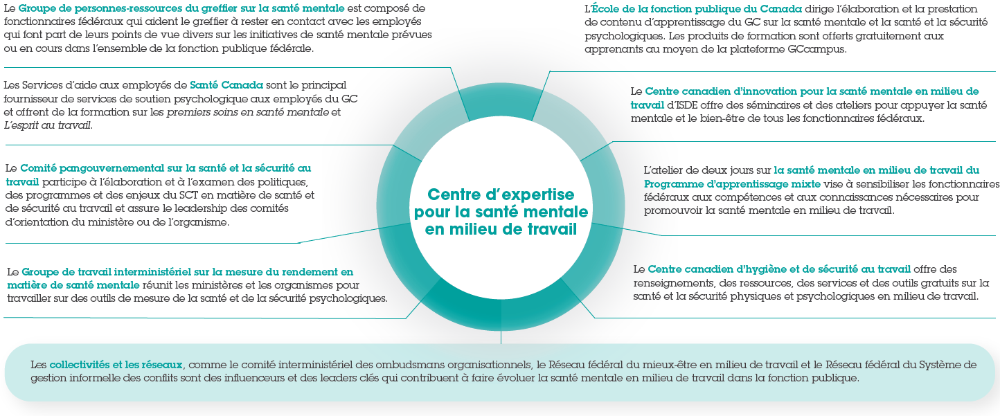 Le Groupe de personnes-ressources du greffier sur la santé mentale est composé de
fonctionnaires fédéraux qui aident le greffier à rester en contact avec les employés
qui font part de leurs points de vue divers sur les initiatives de santé mentale prévues
ou en cours dans l'ensemble de la fonction publique fédérale.
Les Services d'aide aux employés de Santé Canada sont le principal
fournisseur de services de soutien psychologique aux employés du GC
et offrent de la formation sur les premiers soins en santé mentale et
L'esprit au travail.
Le Comité pangouvernemental sur la santé et la sécurité au
travail participe à l'élaboration et à l'examen des politiques,
des programmes et des enjeux du SCT en matière de santé et
de sécurité au travail et assure le leadership des comités
d'orientation du ministère ou de l'organisme.
Le Groupe de travail interministériel sur la mesure du rendement en
matière de santé mentale réunit les ministères et les organismes pour
travailler sur des outils de mesure de la santé et de la sécurité psychologiques.
Centre d'expertise
pour la santé mentale
en milieu de travail
L'École de la fonction publique du Canada dirige l'élaboration et la prestation
de contenu d'apprentissage du GC sur la santé mentale et la santé et la sécurité
psychologiques. Les produits de formation sont offerts gratuitement aux
apprenants au moyen de la plateforme GCcampus.
Le Centre canadien d'innovation pour la santé mentale en milieu de
travail d'ISDE offre des séminaires et des ateliers pour appuyer la santé
mentale et le bien-être de tous les fonctionnaires fédéraux.
L'atelier de deux jours sur la santé mentale en milieu de travail du
Programme d'apprentissage mixte vise à sensibiliser les fonctionnaires
fédéraux aux compétences et aux connaissances nécessaires pour
promouvoir la santé mentale en milieu de travail.
Le Centre canadien d'hygiène et de sécurité au travail offre des
renseignements, des ressources, des services et des outils gratuits sur la
santé et la sécurité physiques et psychologiques en milieu de travail.
Les collectivités et les réseaux, comme le comité interministériel des ombudsmans organisationnels, le Réseau fédéral du mieux-être en milieu de travail et le Réseau fédéral du Système de
gestion informelle des conflits sont des influenceurs et des leaders clés qui contribuent à faire évoluer la santé mentale en milieu de travail dans la fonction publique.